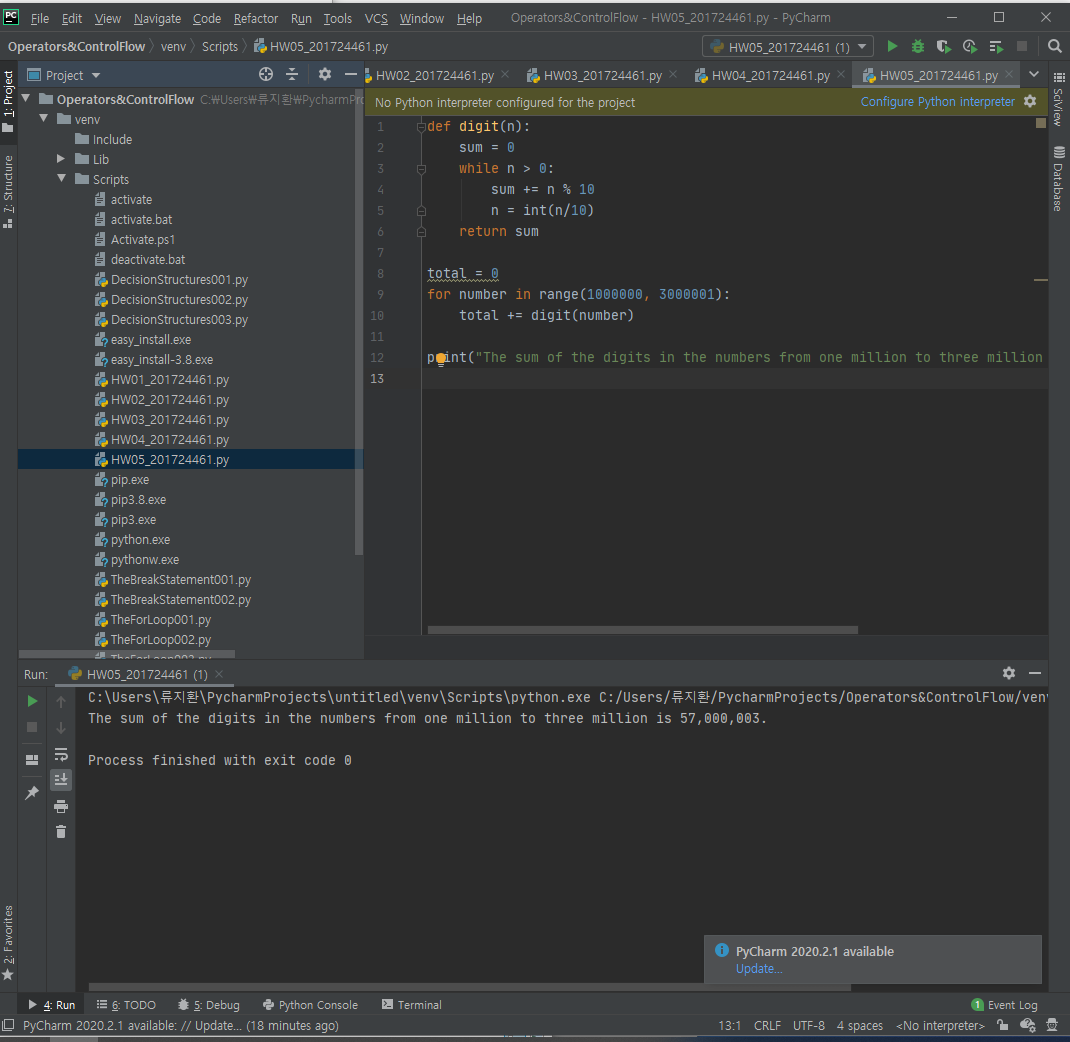 PC File Edit View Navigate Code Refactor Run Tools VCS Window Help Operators&ControlFlow - HW05_201724461.py - PyCharm
Operators&ControlFlow venv Scripts HW05_201724461.py HW05_201724461 (1)
1: Project
7: Structure
Project
Operators&ControlFlow C:₩Users₩류지환₩PycharmPro
venv
Include
Lib
Scripts
activate
activate.bat
Activate.ps1
deactivate.bat
DecisionStructures001.py
DecisionStructures002.py
DecisionStructures003.py
easy_install.exe
easy_install-3.8.exe
HW01_201724461.py
HW02_201724461.py
HW03_201724461.py
HW04_201724461.py
HW05_201724461.py
pip.exe
pip3.8.exe
pip3.exe
python.exe
pythonw.exe
TheBreakStatement001.py
TheBreakStatement002.py
TheForLoop001.py
TheForLoop002.py
HW02_201724461.py HW03_201724461.py HW04_201724461.py HW05_201724461.py
No Python interpreter configured for the project Configure Python interpreter
1 def digit(n):
2 sum = 0
3 while n > 0:
4 sum += n % 10
5 n = int(n/10)
6 return sum
7
8 total = 0
9 for number in range(1000000, 3000001):
10 total += digit(number)
11
12 print("The sum of the digits in the numbers from one million to three million
13
SciView
Database
Run: HW05_201724461 (1)
C:\Users\류지환\PycharmProjects\untitled\venv\Scripts\python.exe C:/Users/류지환/PycharmProjects/Operators&ControlFlow/venv
The sum of the digits in the numbers from one million to three million is 57,000,003.
Process finished with exit code 0
2: Favorites
PyCharm 2020.2.1 available
Update...
4: Run 6: TODO 5: Debug Python Console Terminal 1 Event Log
PyCharm 2020.2.1 available: // Update... (18 minutes ago) 13:1 CRLF UTF-8 4 spaces <No interpreter>